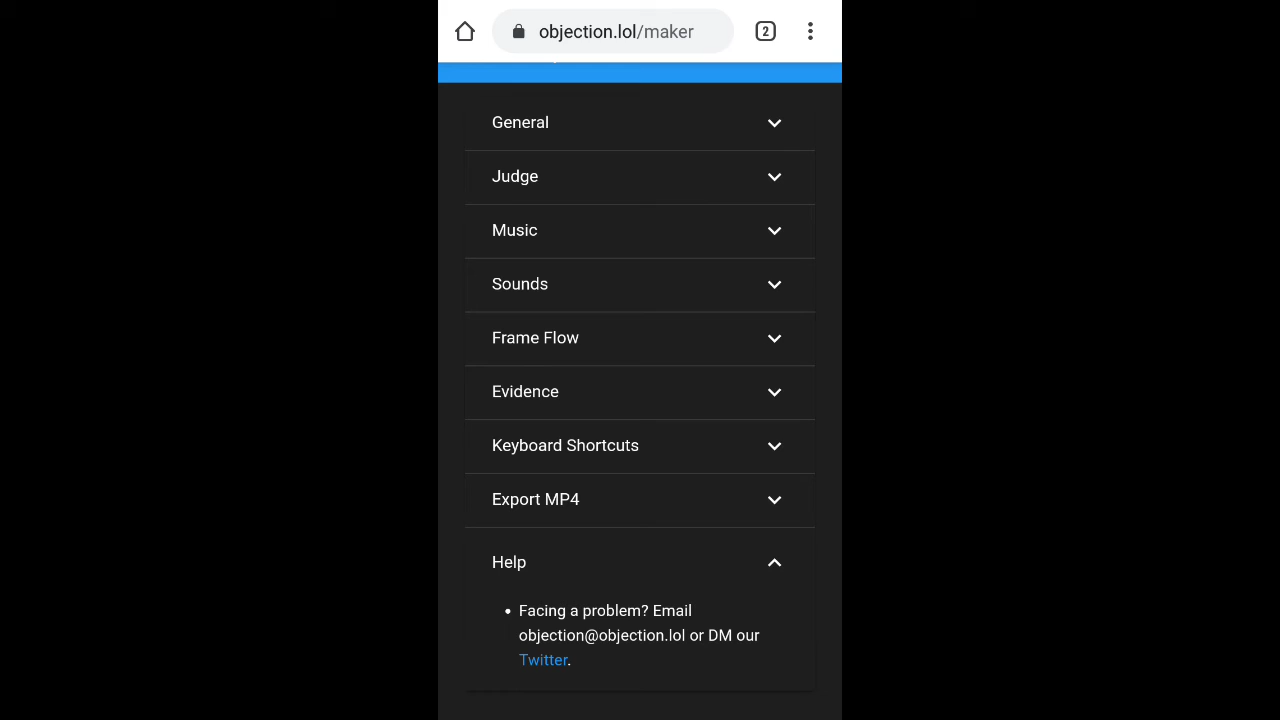 objection.lol/maker
2
General
Judge
Music
Sounds
Frame Flow
Evidence
Keyboard Shortcuts
Export MP4
Help
• Facing a problem? Email
objection@objection.lol or DM our
Twitter.